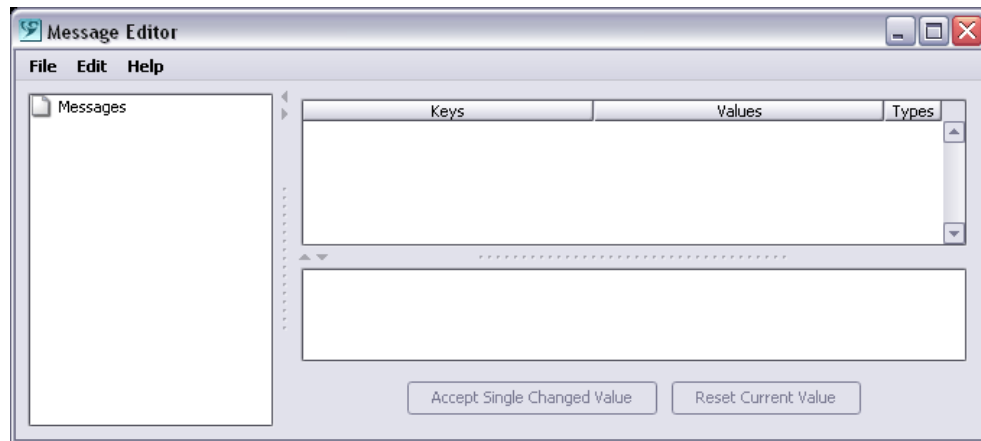 Message Editor
File Edit Help
Messages
Keys Values Types
Accept Single Changed Value Reset Current Value